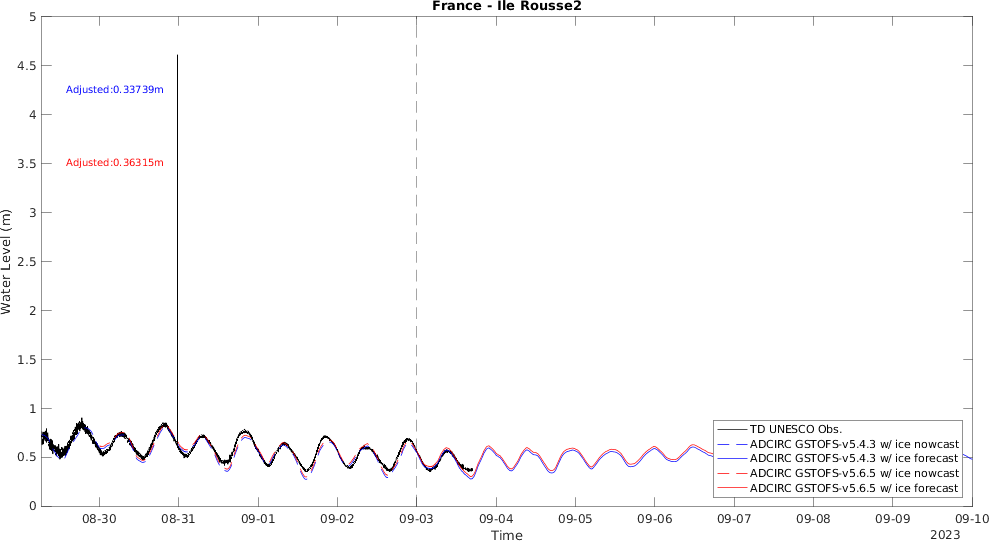 France - Ile Rousse2
5
4.5
4
3.5
3
2.5
2
1.5
1
0.5
0
Water Level (m)
Adjusted:0.33739m
Adjusted:0.36315m
TD UNESCO Obs.
ADCIRC GSTOFS-v5.4.3 w/ ice nowcast
ADCIRC GSTOFS-v5.4.3 w/ ice forecast
ADCIRC GSTOFS-v5.6.5 w/ ice nowcast
ADCIRC GSTOFS-v5.6.5 w/ ice forecast
08-30 08-31 09-01 09-02 09-03 09-04 09-05 09-06 09-07 09-08 09-09 09-10
Time
2023